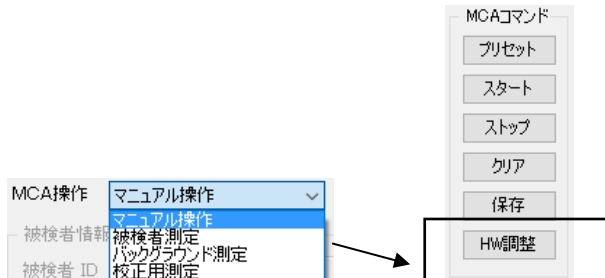 MCAコマンド
プリセット
スタート
ストップ
クリア
保存
HW調整
MCA操作 マニュアル操作
マニュアル操作
被検者情報 被検者測定
バックグラウンド測定
被検者 ID 校正用測定